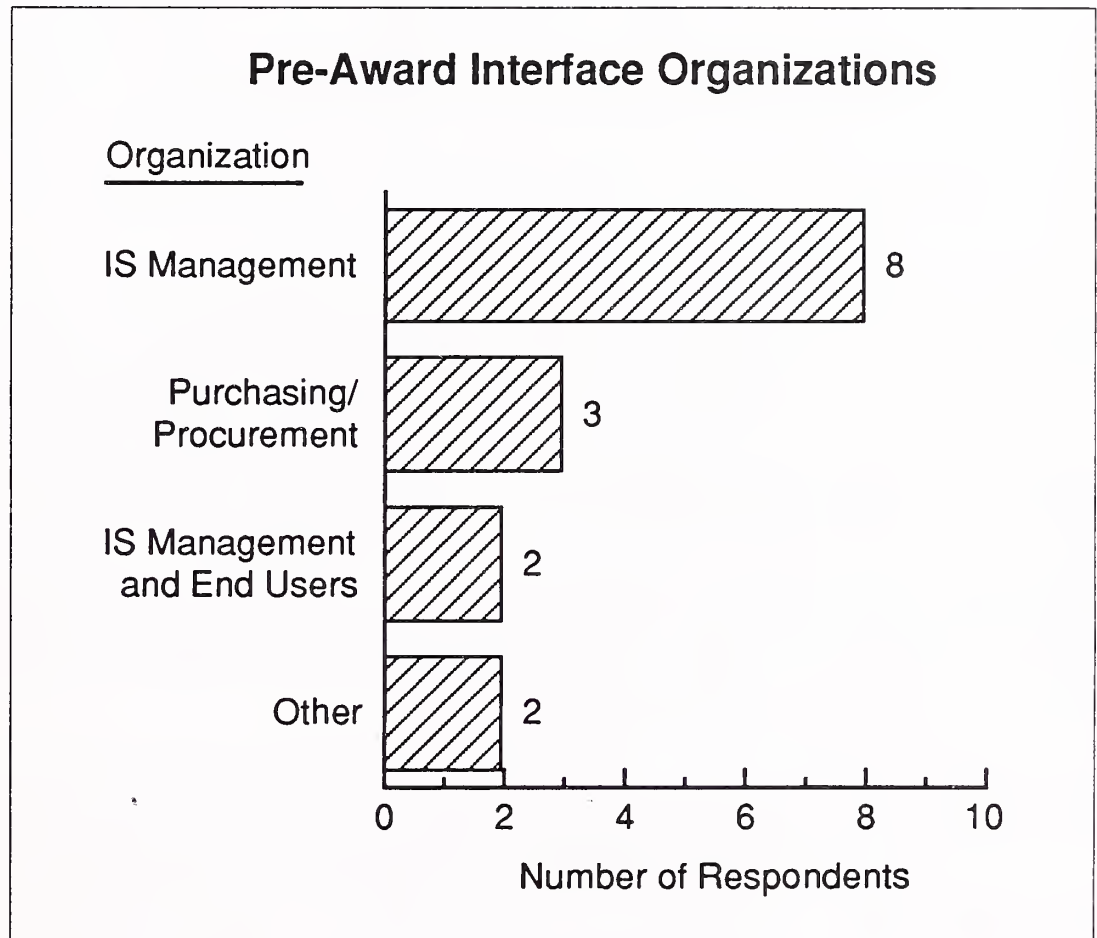 Pre-Award Interface Organizations
Organization
IS Management
8
Purchasing/
Procurement
3
IS Management
and End Users
2
Other
2
0 2 4 6 8 10
Number of Respondents